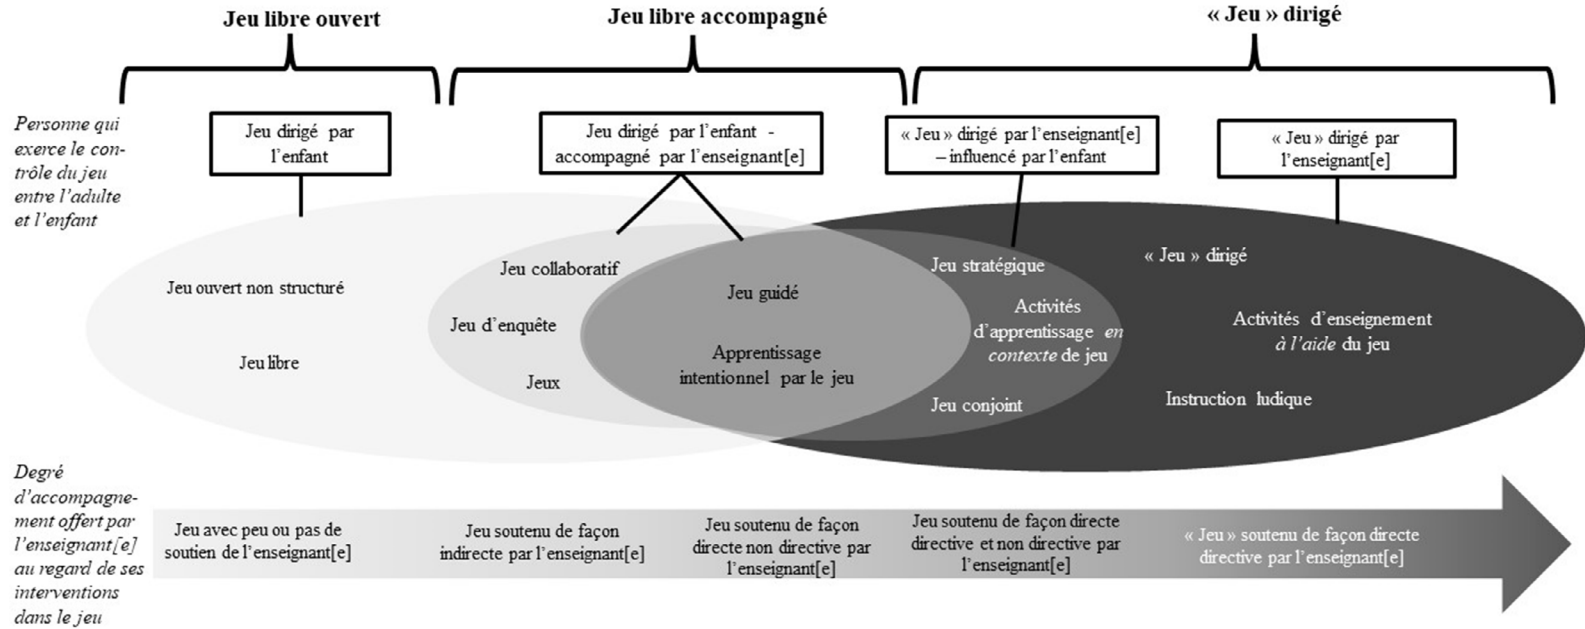 Jeu libre ouvert
Jeu libre accompagné
« Jeu » dirigé
Personne qui
exerce le con-
trôle du jeu
entre l’adulte
et l’enfant
Jeu dirigé par
l’enfant
Jeu dirigé par l’enfant -
accompagné par l’enseignant[e]
« Jeu » dirigé par l’enseignant[e]
– influencé par l’enfant
« Jeu » dirigé par
l’enseignant[e]
Jeu ouvert non structuré
Jeu libre
Jeu collaboratif
Jeu d’enquête
Jeux
Jeu guidé
Apprentissage
intentionnel par le jeu
Jeu stratégique
Activités
d’apprentissage en
contexte de jeu
Jeu conjoint
« Jeu » dirigé
Activités d’enseignement
à l’aide du jeu
Instruction ludique
Degré
d’accompagne-
ment offert par
l’enseignant[e]
au regard de ses
interventions
dans le jeu
Jeu avec peu ou pas de
soutien de l’enseignant[e]
Jeu soutenu de façon
indirecte par l’enseignant[e]
Jeu soutenu de façon
directe non directive par
l’enseignant[e]
Jeu soutenu de façon directe
directive et non directive par
l’enseignant[e]
« Jeu » soutenu de façon directe
directive par l’enseignant[e]